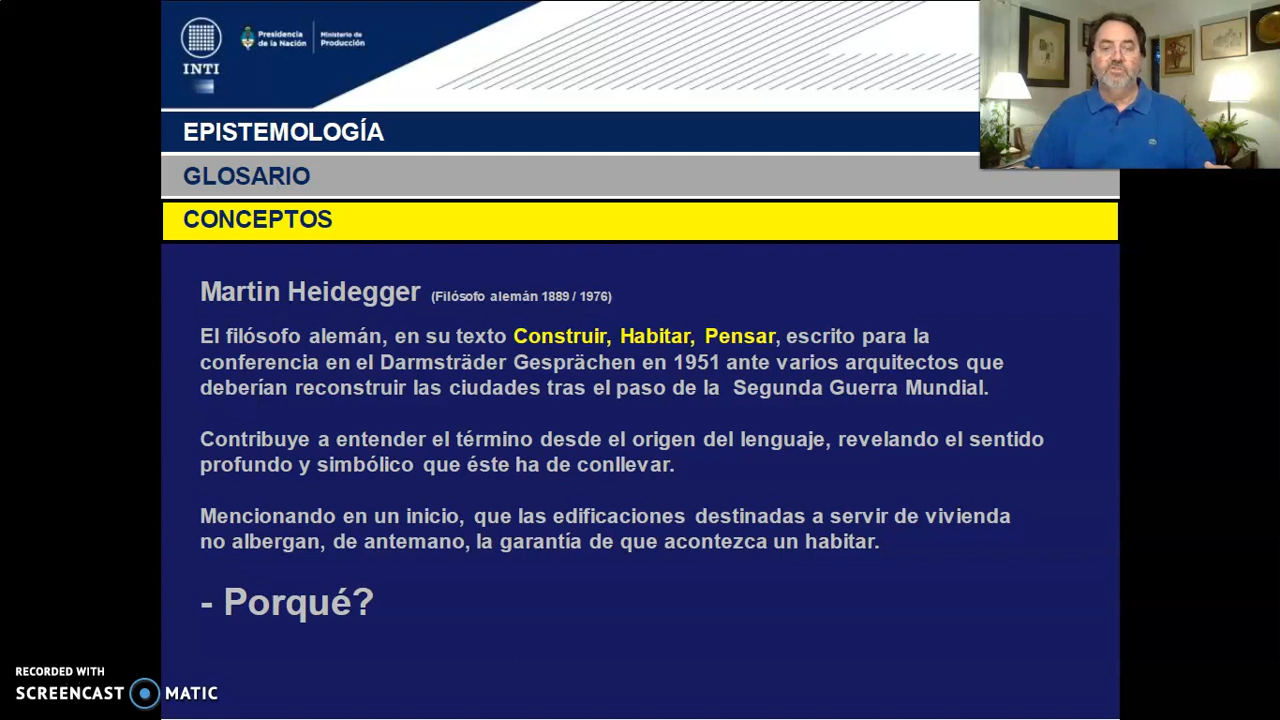 INTI
Presidencia
de la Nación
Ministerio de
Producción
EPISTEMOLOGÍA
GLOSARIO
CONCEPTOS
Martin Heidegger (Filósofo alemán 1889 / 1976)
El filósofo alemán, en su texto Construir, Habitar, Pensar, escrito para la
conferencia en el Darmsträder Gesprächen en 1951 ante varios arquitectos que
deberían reconstruir las ciudades tras el paso de la Segunda Guerra Mundial.
Contribuye a entender el término desde el origen del lenguaje, revelando el sentido
profundo y simbólico que éste ha de conllevar.
Mencionando en un inicio, que las edificaciones destinadas a servir de vivienda
no albergan, de antemano, la garantía de que acontezca un habitar.
- Porqué?
RECORDED WITH
SCREENCAST MATIC